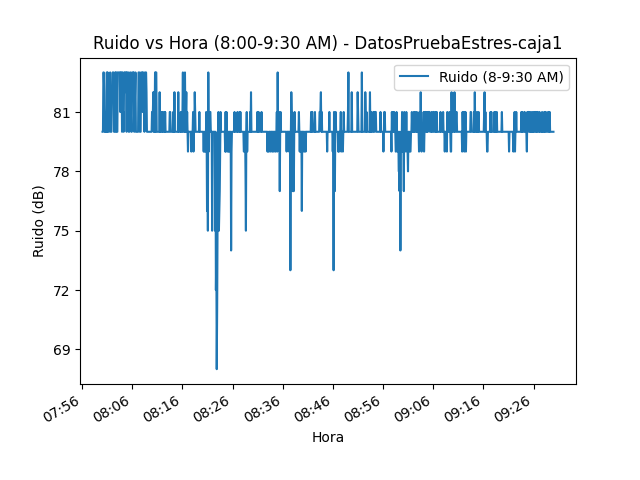 Ruido vs Hora (8:00-9:30 AM) - DatosPruebaEstres-caja1
Ruido (8-9:30 AM)
Ruido (dB)
81
78
75
72
69
07:56 08:06 08:16 08:26 08:36 08:46 08:56 09:06 09:16 09:26
Hora